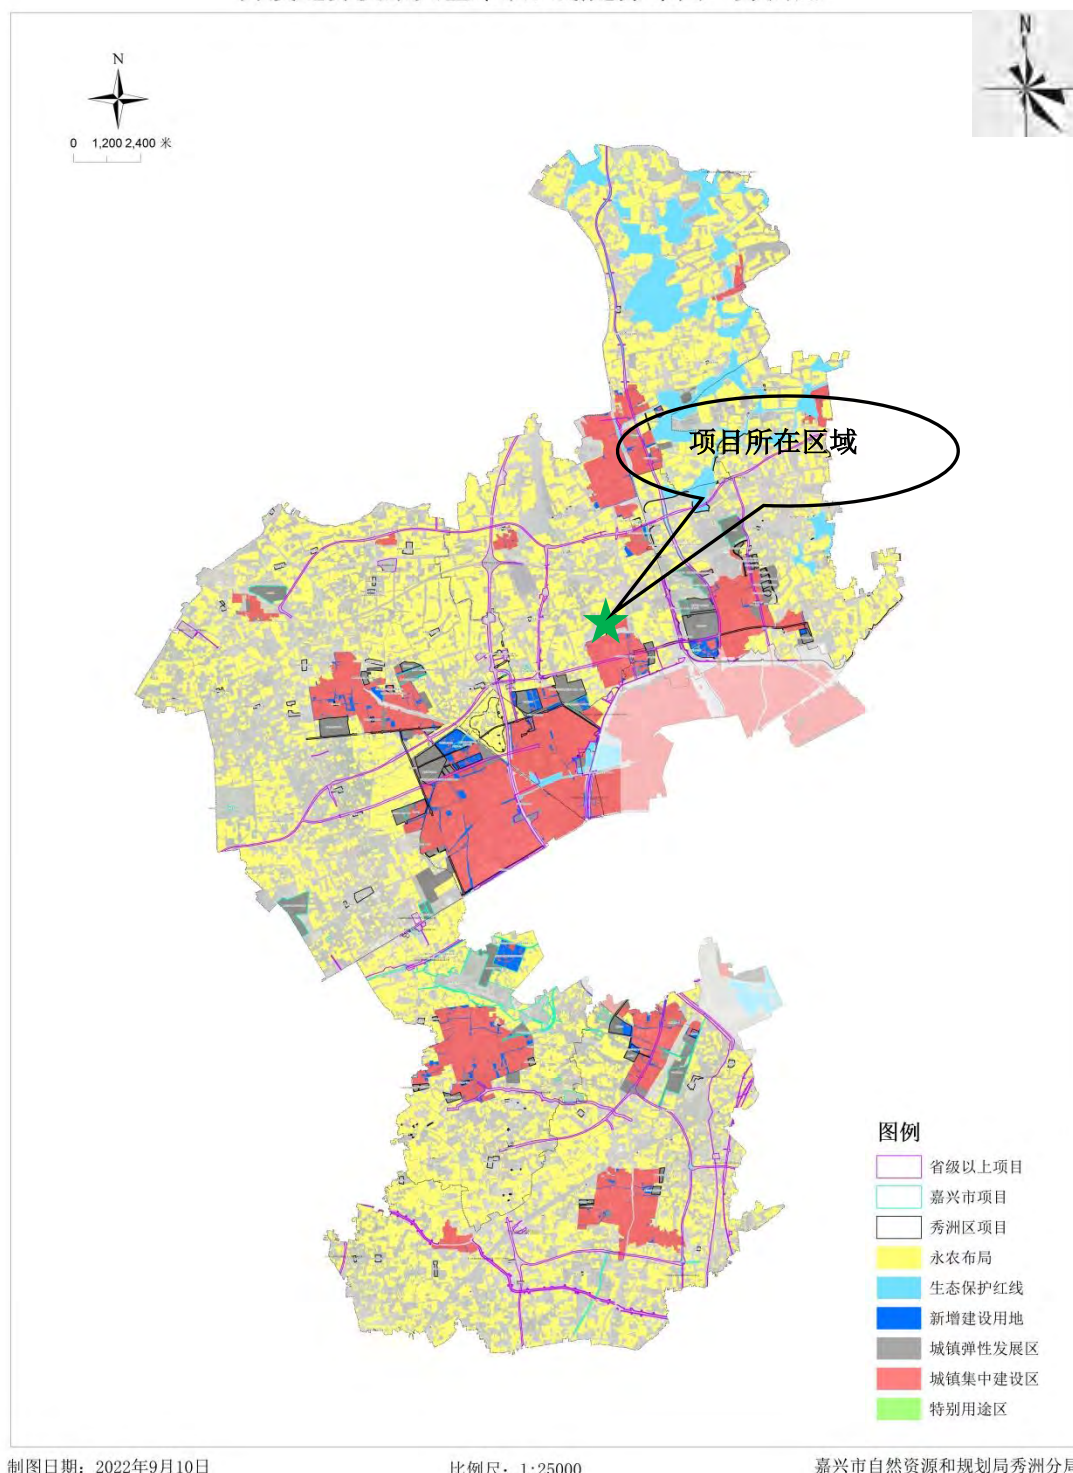 N
N
0 1,200 2,400 米
项目所在区域
图例
省级以上项目
嘉兴市项目
秀洲区项目
永农布局
生态保护红线
新增建设用地
城镇弹性发展区
城镇集中建设区
特别用途区
制图日期：2022年9月10日
比例尺：1:25000
嘉兴市自然资源和规划局秀洲分局